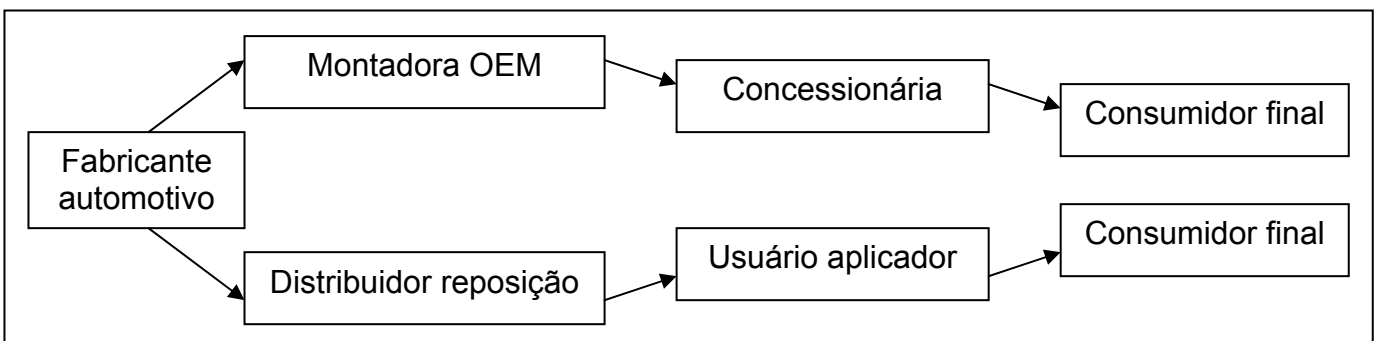 Montadora OEM
Concessionária
Consumidor final
Fabricante
automotivo
Distribuidor reposição
Usuário aplicador
Consumidor final